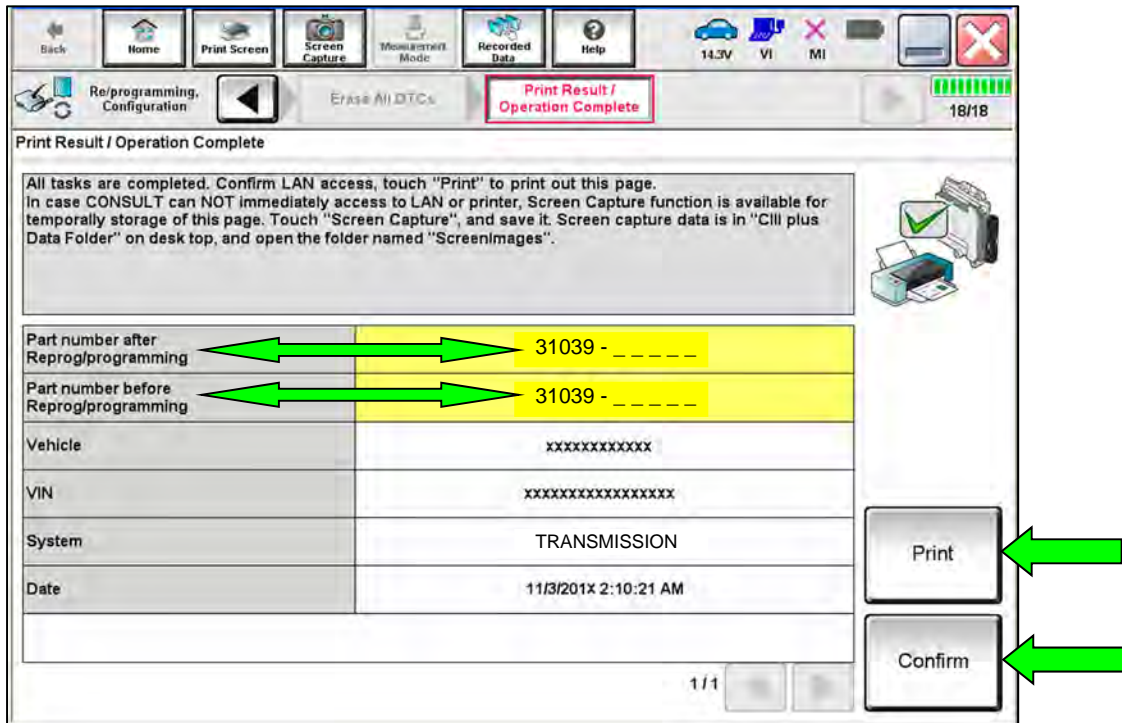 Back
Home
Print Screen
Screen
Capture
Measurement
Mode
Recorded
Data
Help
14.3V
VI
MI
Re/programming,
Configuration
Erase All DTCs
Print Result /
Operation Complete
18/18
Print Result / Operation Complete
All tasks are completed. Confirm LAN access, touch "Print" to print out this page.
In case CONSULT can NOT immediately access to LAN or printer, Screen Capture function is available for
temporally storage of this page. Touch "Screen Capture", and save it. Screen capture data is in "CIII plus
Data Folder" on desk top, and open the folder named "ScreenImages".
Part number after
Reprog/programming
31039 - _ _ _ _ _
Part number before
Reprog/programming
31039 - _ _ _ _ _
Vehicle
xxxxxxxxxxxx
VIN
xxxxxxxxxxxxxxxxx
System
TRANSMISSION
Date
11/3/201X 2:10:21 AM
Print
Confirm
1/1